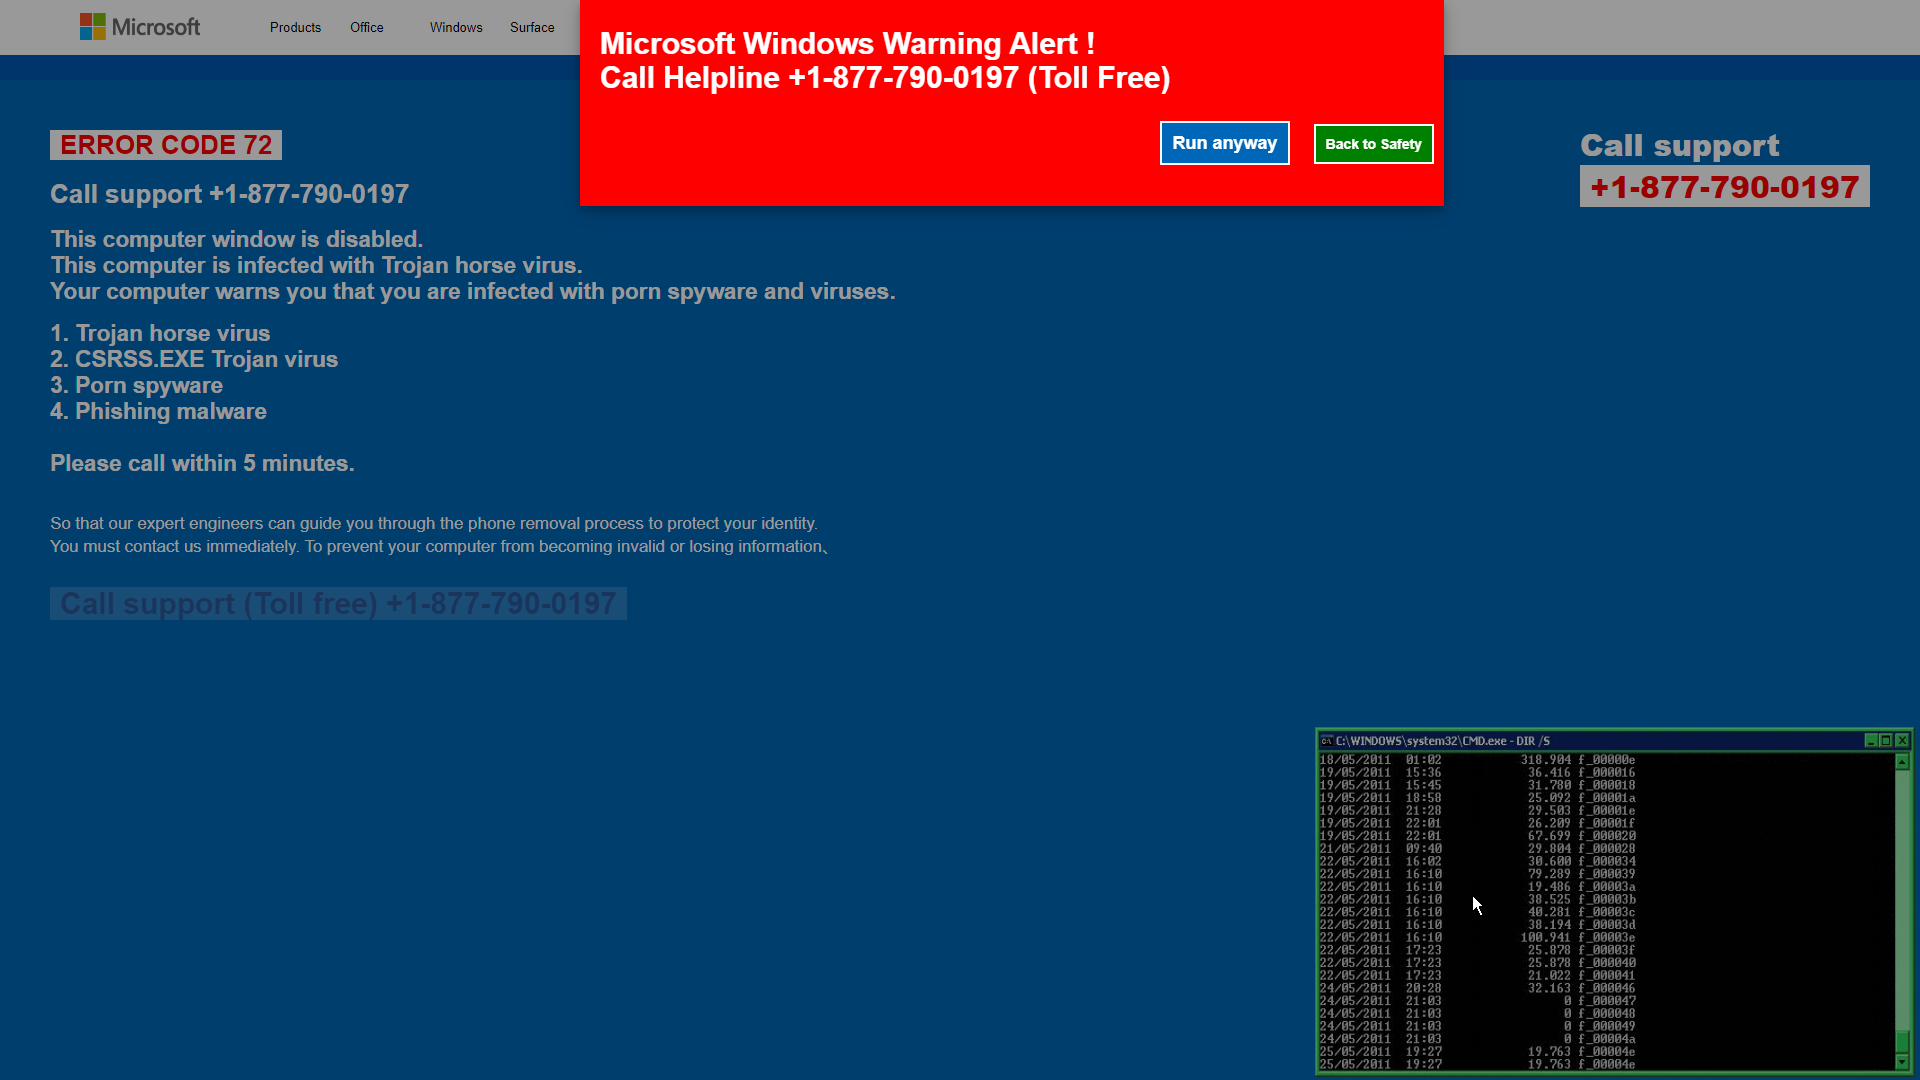 Microsoft
Products Office Windows Surface
Microsoft Windows Warning Alert !
Call Helpline +1-877-790-0197 (Toll Free)
Run anyway
Back to Safety
ERROR CODE 72
Call support +1-877-790-0197
This computer window is disabled.
This computer is infected with Trojan horse virus.
Your computer warns you that you are infected with porn spyware and viruses.
1. Trojan horse virus
2. CSRSS.EXE Trojan virus
3. Porn spyware
4. Phishing malware
Please call within 5 minutes.
So that our expert engineers can guide you through the phone removal process to protect your identity.
You must contact us immediately. To prevent your computer from becoming invalid or losing information、
Call support (Toll free) +1-877-790-0197
Call support
+1-877-790-0197
C:\WINDOWS\system32\CMD.exe - DIR /S
18/05/2011 01:02 318.904 f_00000e
19/05/2011 15:36 36.416 f_000016
19/05/2011 15:45 31.780 f_000018
19/05/2011 18:58 25.092 f_00001a
19/05/2011 21:28 29.503 f_00001e
19/05/2011 22:01 26.209 f_00001f
19/05/2011 22:01 67.699 f_000020
21/05/2011 09:40 29.804 f_000028
22/05/2011 16:02 30.600 f_000034
22/05/2011 16:10 79.289 f_000039
22/05/2011 16:10 19.486 f_00003a
22/05/2011 16:10 38.525 f_00003b
22/05/2011 16:10 40.281 f_00003c
22/05/2011 16:10 38.194 f_00003d
22/05/2011 16:10 100.941 f_00003e
22/05/2011 17:23 25.878 f_00003f
22/05/2011 17:23 25.878 f_000040
22/05/2011 17:23 21.022 f_000041
24/05/2011 20:28 32.163 f_000046
24/05/2011 21:03 0 f_000047
24/05/2011 21:03 0 f_000048
24/05/2011 21:03 0 f_000049
24/05/2011 21:03 0 f_00004a
25/05/2011 19:27 19.763 f_00004e
25/05/2011 19:27 19.763 f_00004e